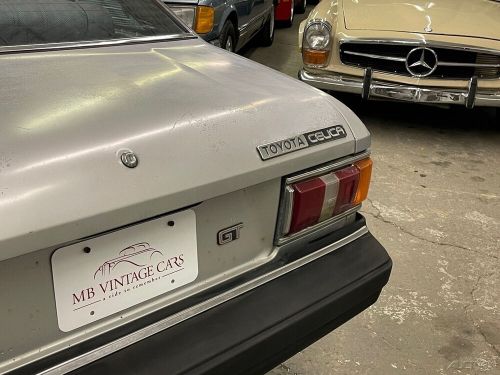 TOYOTA CELICA
GT
MB VINTAGE CARS
a ride to remember